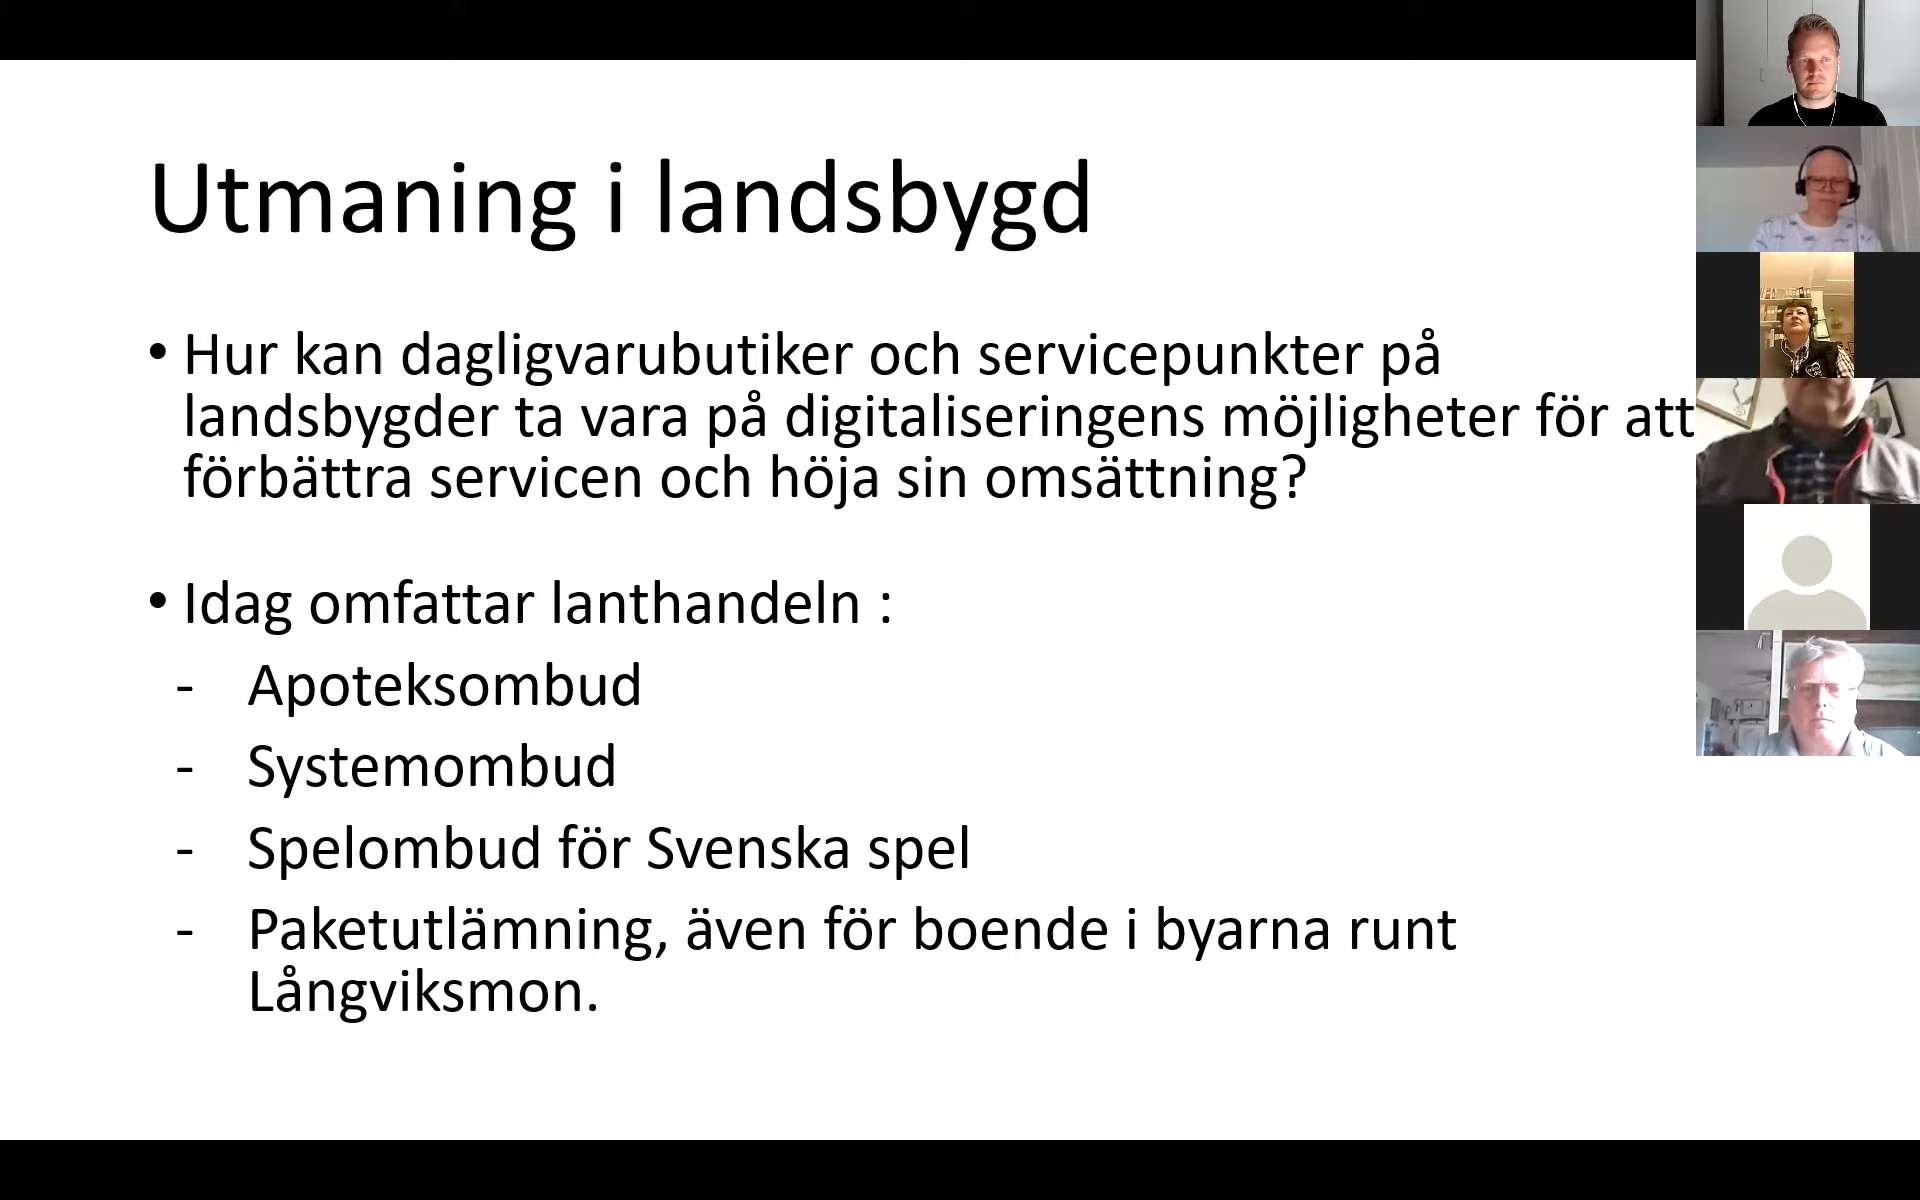 Utmaning i landsbygd
• Hur kan dagligvarubutiker och servicepunkter på
landsbygder ta vara på digitaliseringens möjligheter för att
förbättra servicen och höja sin omsättning?
• Idag omfattar lanthandeln :
- Apoteksombud
- Systemombud
- Spelombud för Svenska spel
- Paketutlämning, även för boende i byarna runt
Långviksmon.